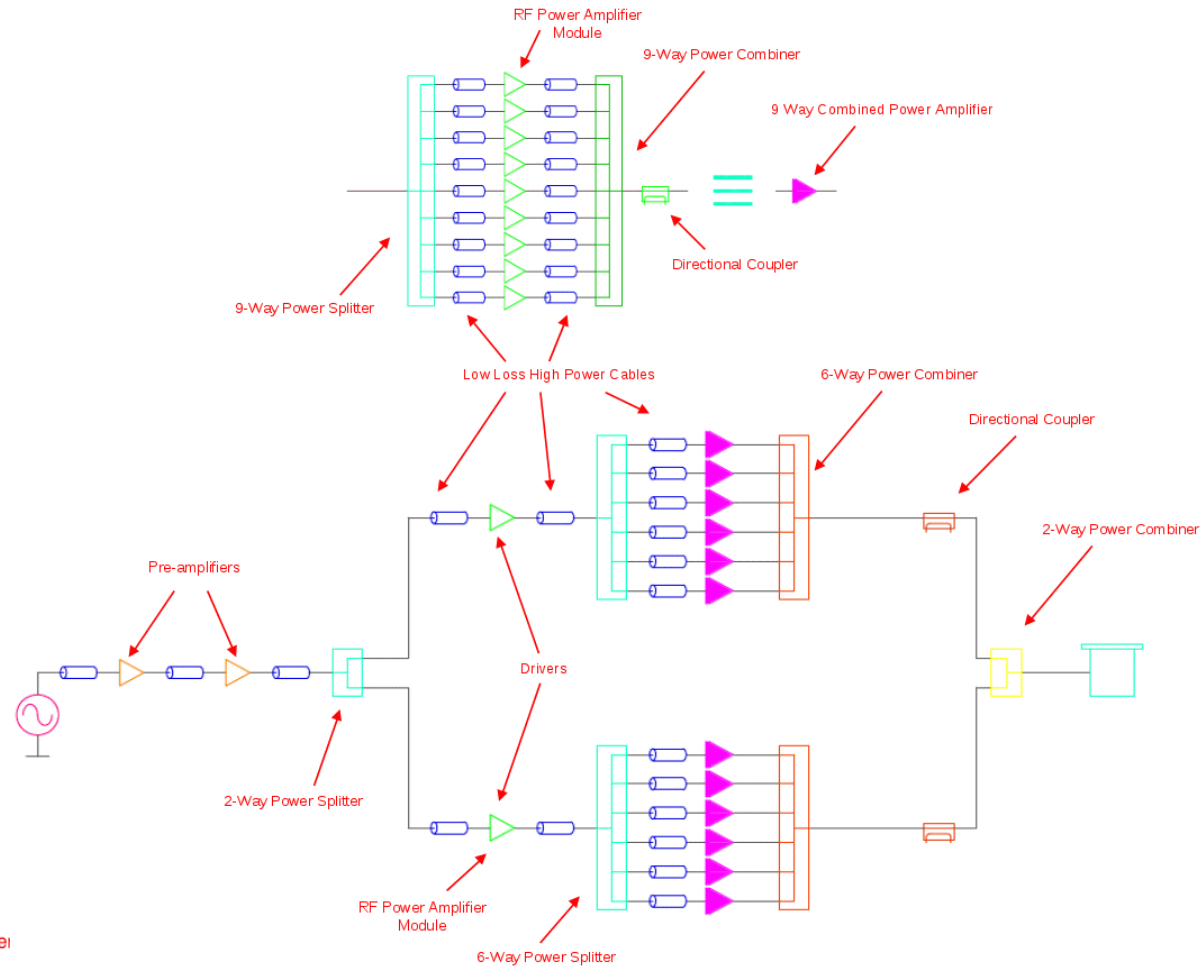 RF Power Amplifier
Module
9-Way Power Combiner
9 Way Combined Power Amplifier
Directional Coupler
9-Way Power Splitter
Low Loss High Power Cables
6-Way Power Combiner
Directional Coupler
2-Way Power Combiner
Pre-amplifiers
Drivers
2-Way Power Splitter
RF Power Amplifier
Module
6-Way Power Splitter